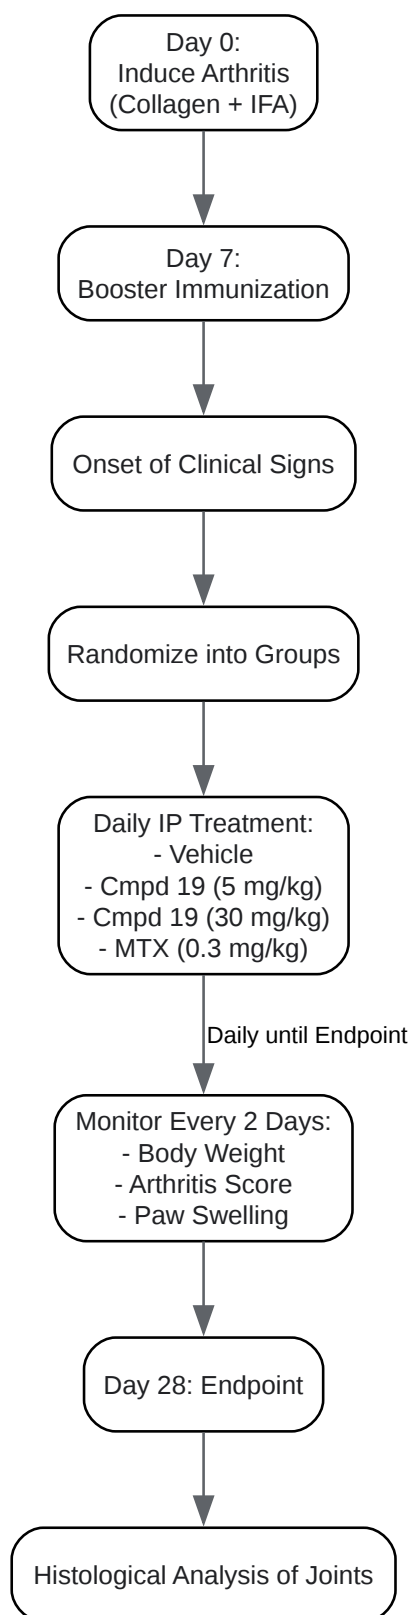 Day 0:
Induce Arthritis
(Collagen + IFA)
Day 7:
Booster Immunization
Onset of Clinical Signs
Randomize into Groups
Daily IP Treatment:
- Vehicle
- Cmpd 19 (5 mg/kg)
- Cmpd 19 (30 mg/kg)
- MTX (0.3 mg/kg)
Daily until Endpoint
Monitor Every 2 Days:
- Body Weight
- Arthritis Score
- Paw Swelling
Day 28: Endpoint
Histological Analysis of Joints